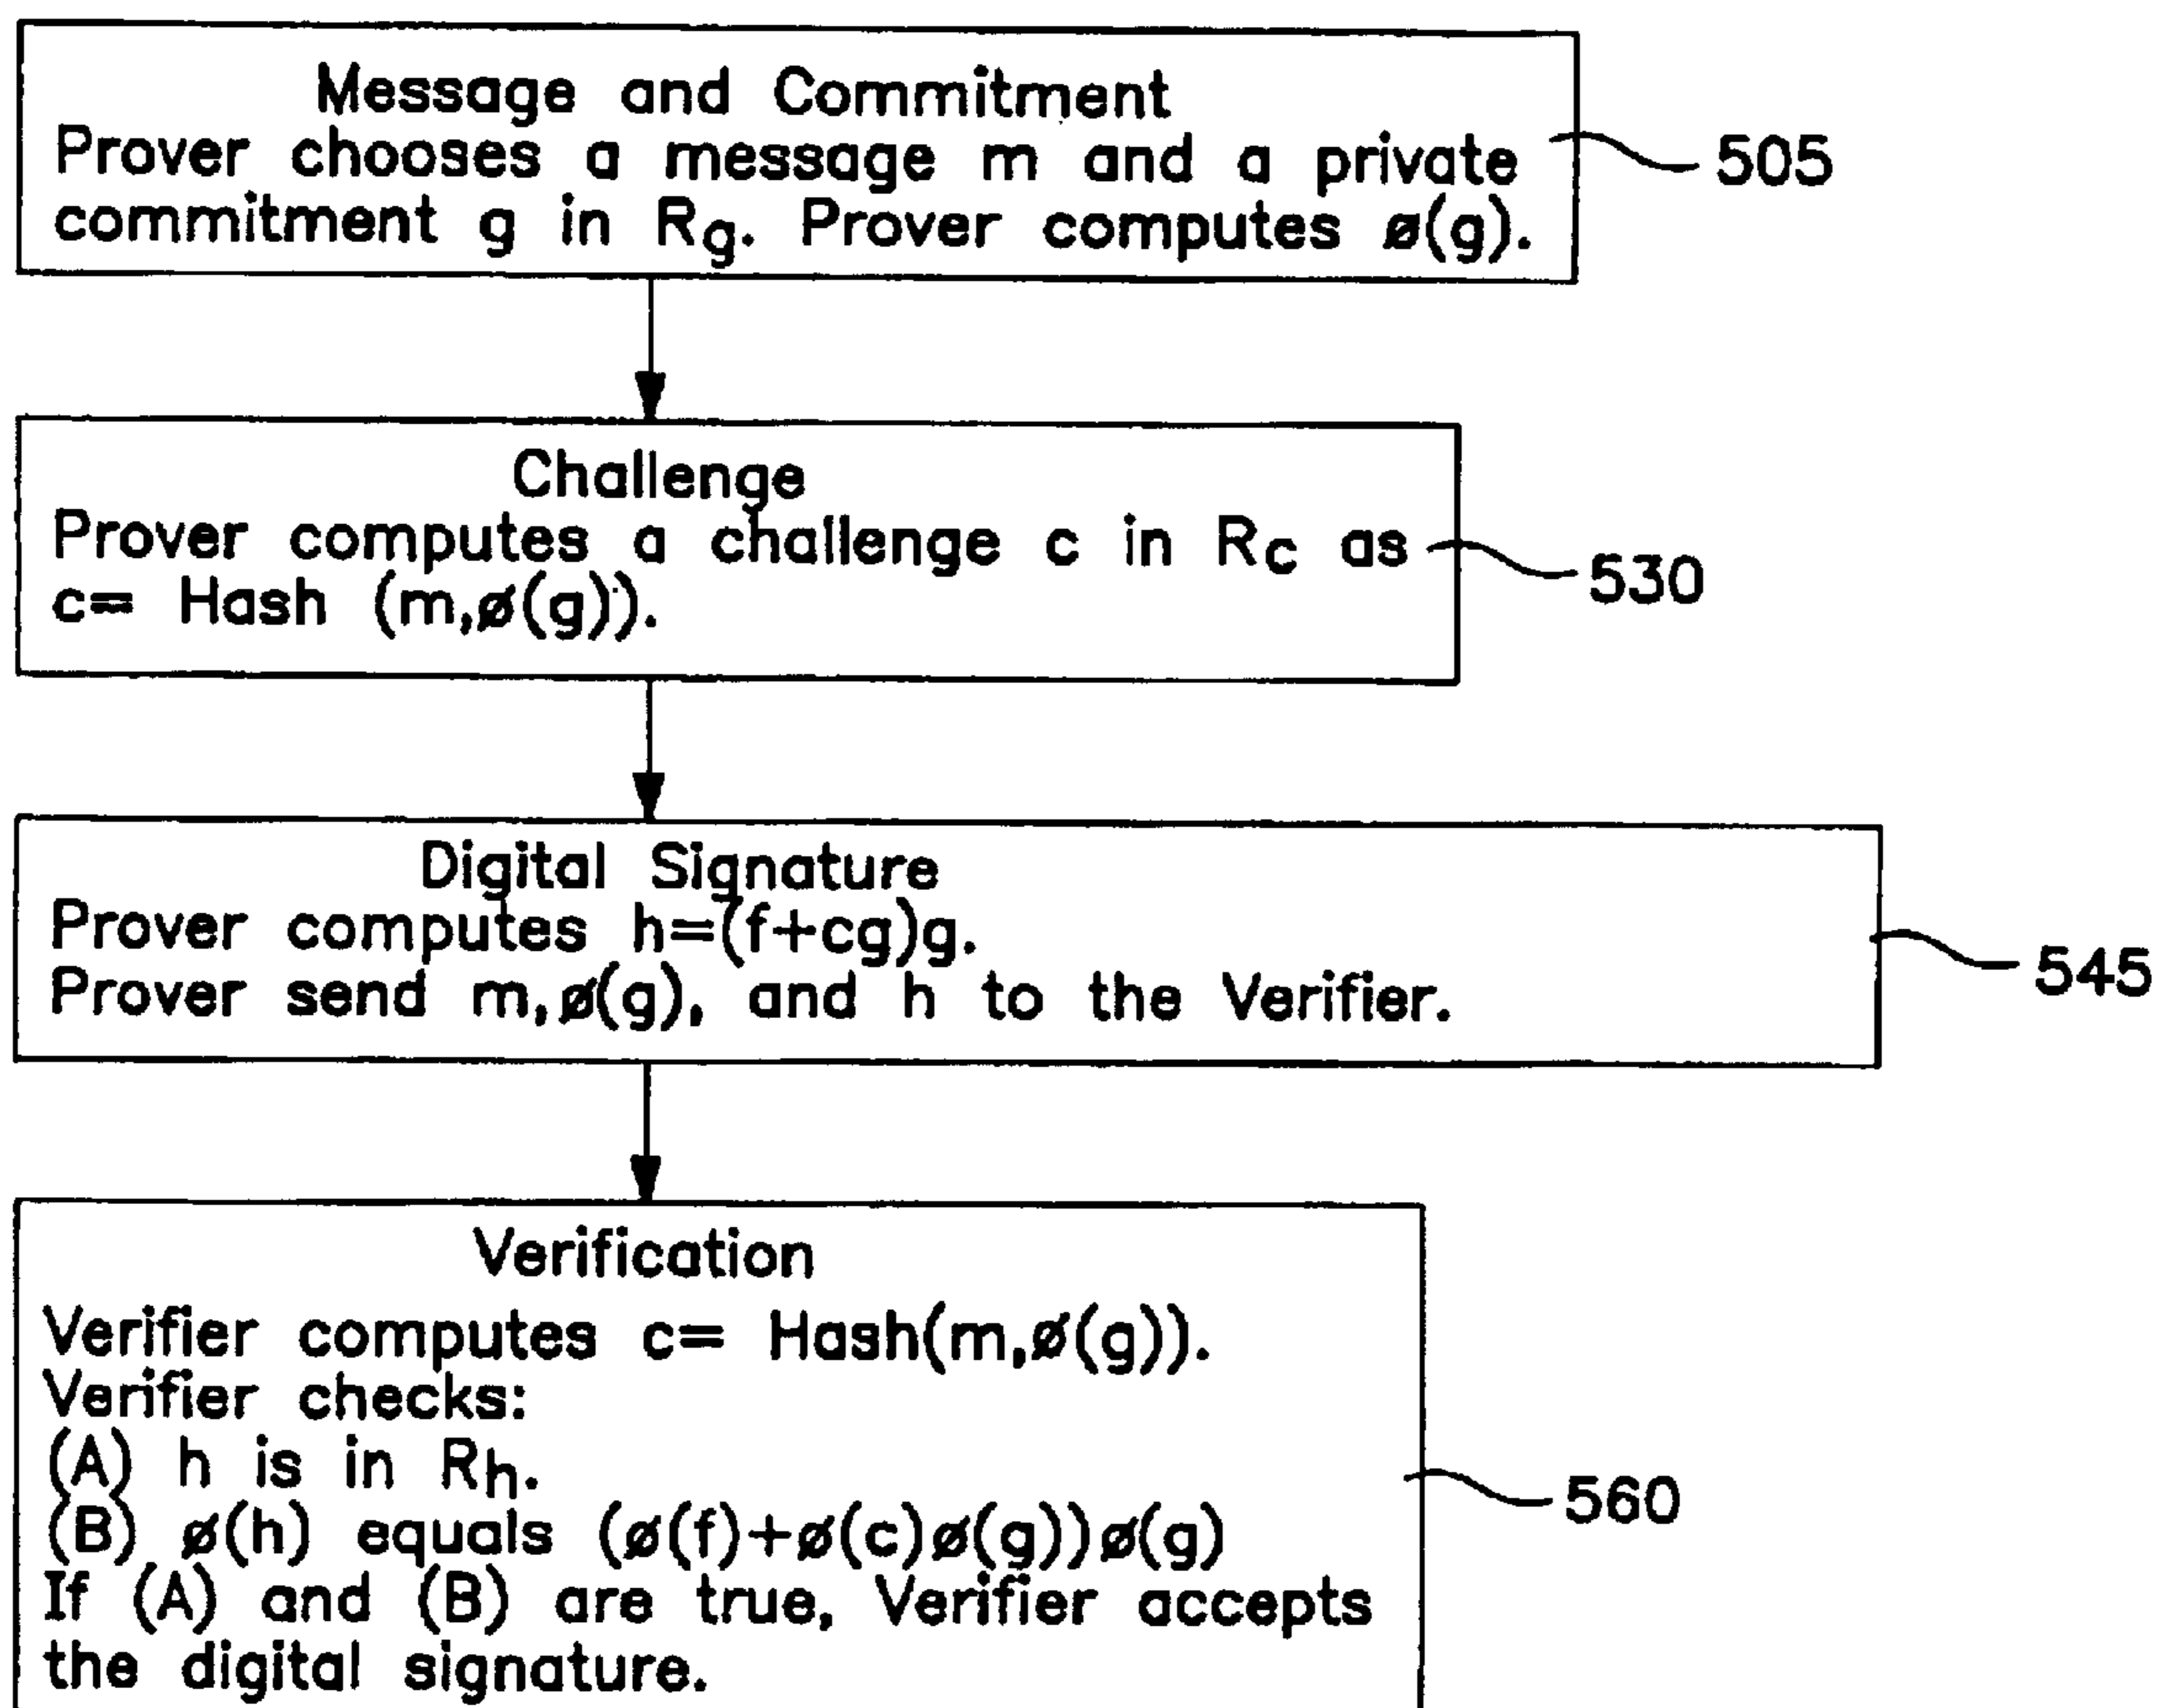 Message and Commitment
Prover chooses a message m and a private
commitment g in Rg. Prover computes ø(g).
505
Challenge
Prover computes a challenge c in Rc as
c= Hash (m,ø(g)).
530
Digital Signature
Prover computes h=(f+cg)g.
Prover send m,ø(g), and h to the Verifier.
545
Verification
Verifier computes c= Hash(m,ø(g)).
Verifier checks:
(A) h is in Rh.
(B) ø(h) equals (ø(f)+ø(c)ø(g))ø(g)
If (A) and (B) are true, Verifier accepts
the digital signature.
560